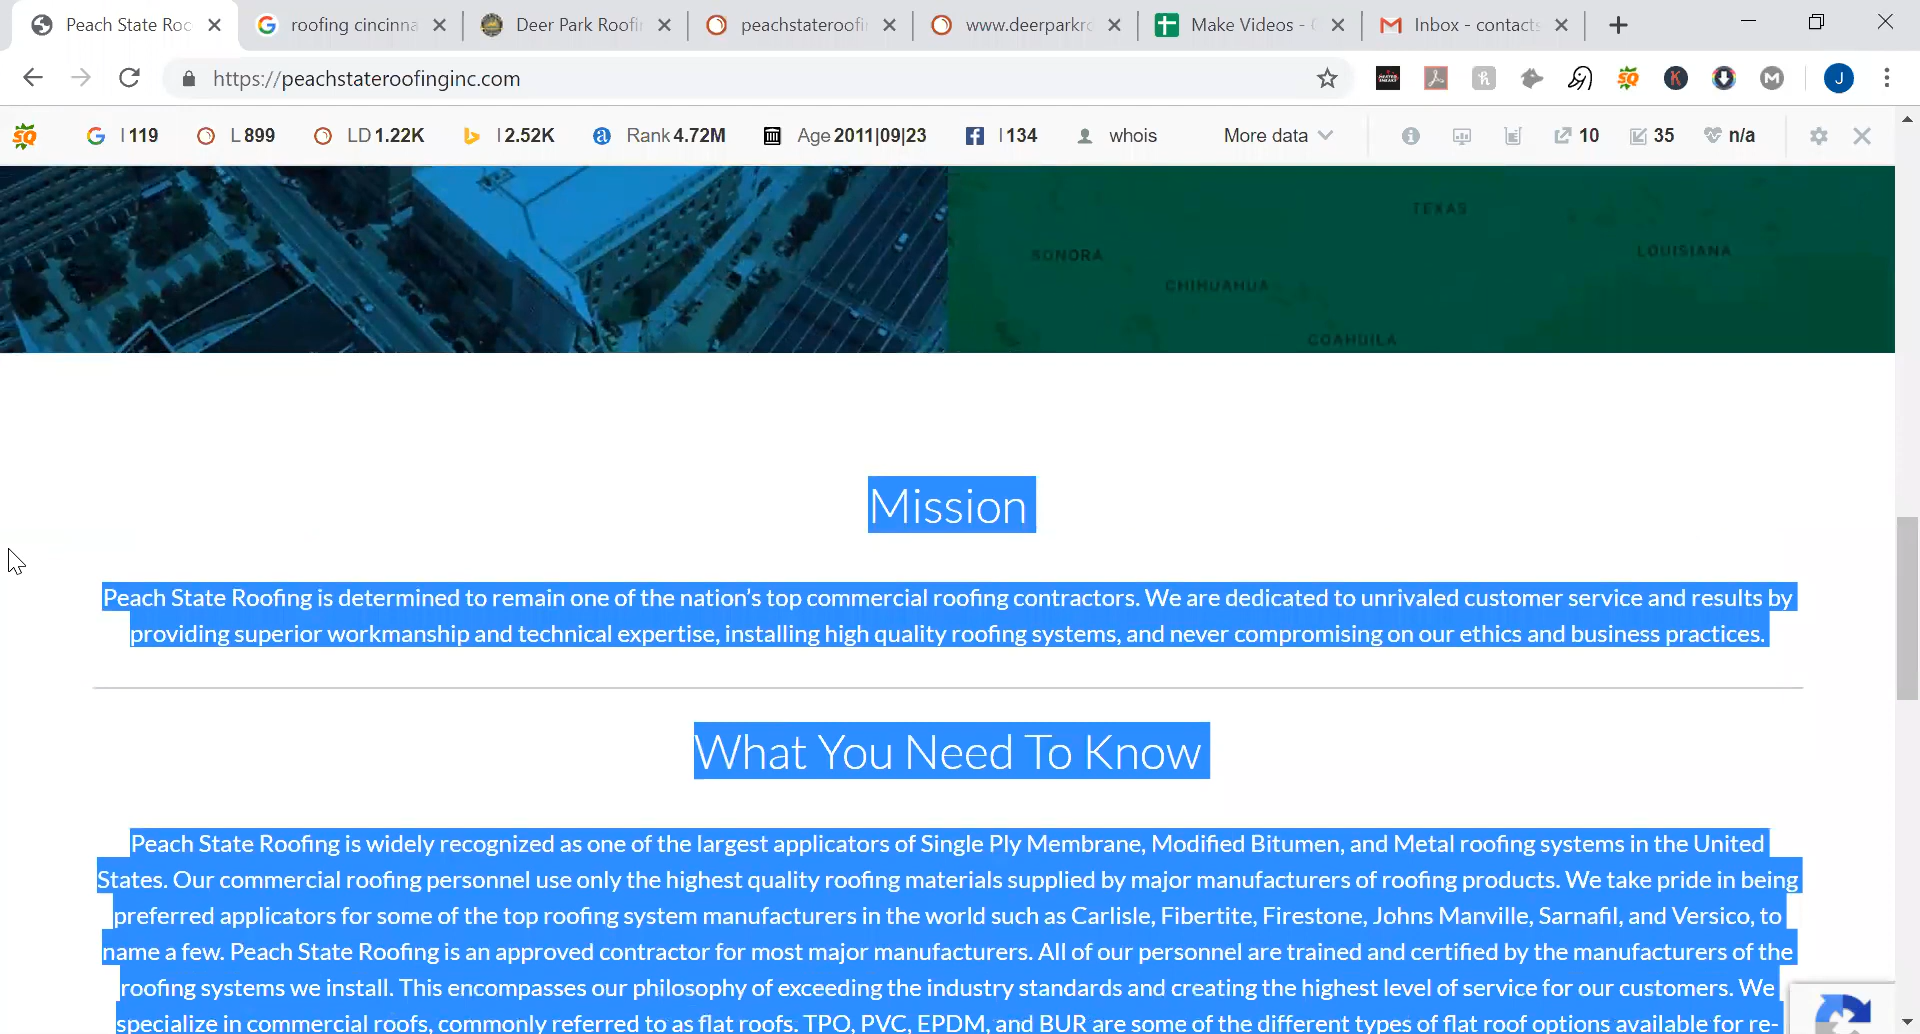 Peach State Roo
roofing cincinna
Deer Park Roofi
peachstateroofi
www.deerparkro
Make Videos -
Inbox - contacts
https://peachstateroofinginc.com
I 119
L 899
LD 1.22K
I 2.52K
Rank 4.72M
Age 2011|09|23
I 134
whois
More data
10
35
n/a
J
TEXAS
SONORA
LOUISIANA
CHIHUAHUA
COAHUILA
Mission
Peach State Roofing is determined to remain one of the nation's top commercial roofing contractors. We are dedicated to unrivaled customer service and results by
providing superior workmanship and technical expertise, installing high quality roofing systems, and never compromising on our ethics and business practices.
What You Need To Know
Peach State Roofing is widely recognized as one of the largest applicators of Single Ply Membrane, Modified Bitumen, and Metal roofing systems in the United
States. Our commercial roofing personnel use only the highest quality roofing materials supplied by major manufacturers of roofing products. We take pride in being
preferred applicators for some of the top roofing system manufacturers in the world such as Carlisle, Fibertite, Firestone, Johns Manville, Sarnafil, and Versico, to
name a few. Peach State Roofing is an approved contractor for most major manufacturers. All of our personnel are trained and certified by the manufacturers of the
roofing systems we install. This encompasses our philosophy of exceeding the industry standards and creating the highest level of service for our customers. We
specialize in commercial roofs, commonly referred to as flat roofs. TPO, PVC, EPDM, and BUR are some of the different types of flat roof options available for re-